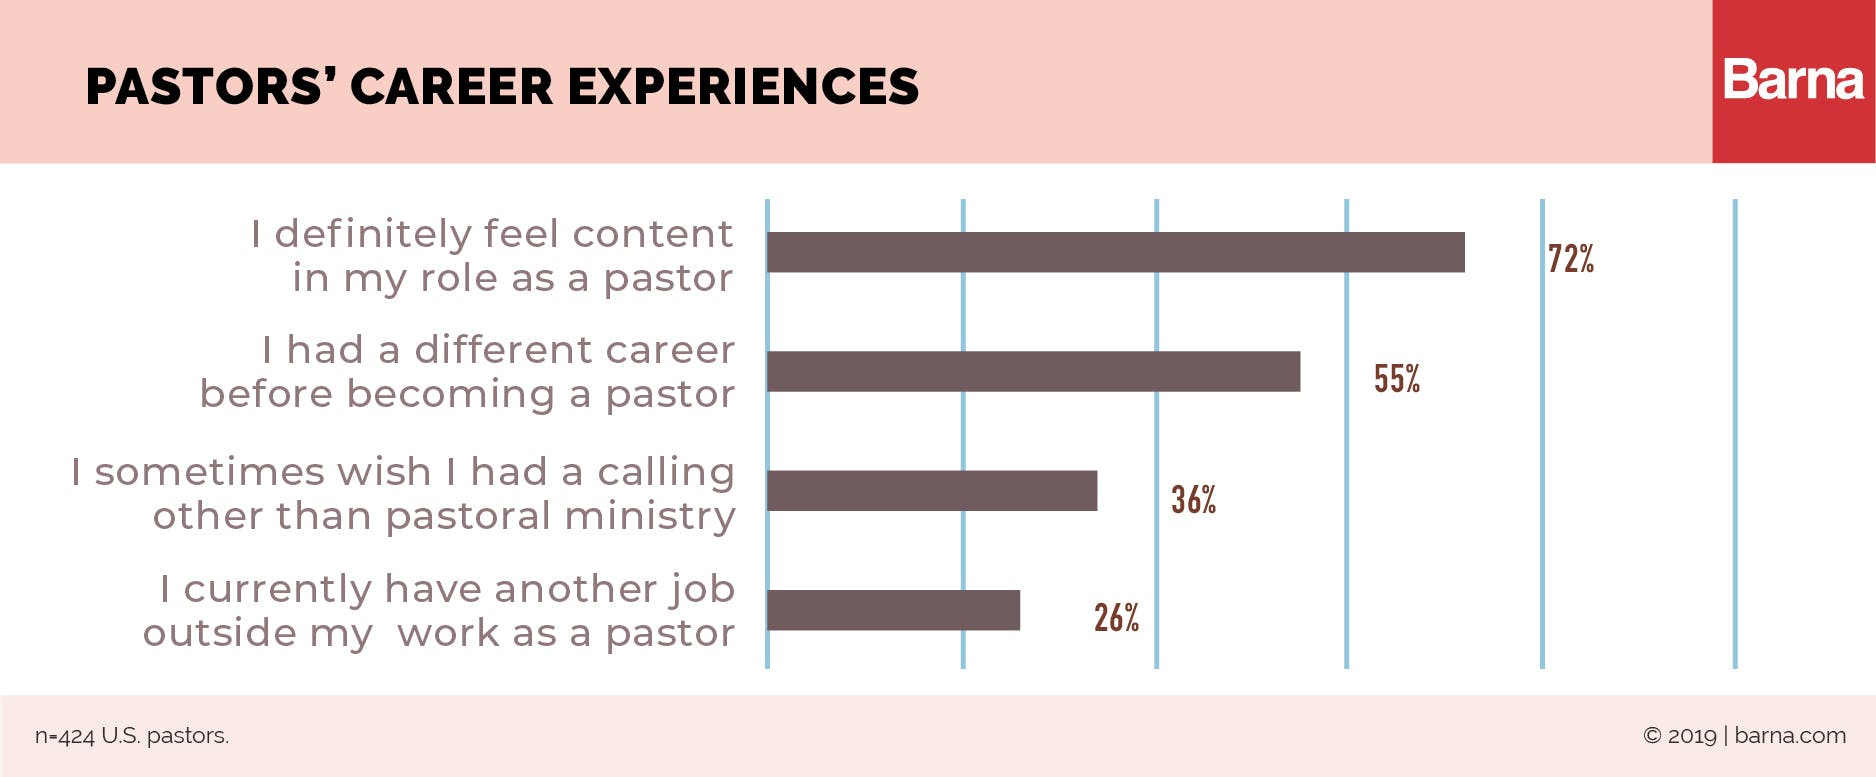 PASTORS’ CAREER EXPERIENCES
Barna
I definitely feel content
in my role as a pastor
72%
I had a different career
before becoming a pastor
55%
I sometimes wish I had a calling
other than pastoral ministry
36%
I currently have another job
outside my  work as a pastor
26%
n=424 U.S. pastors.
© 2019 | barna.com